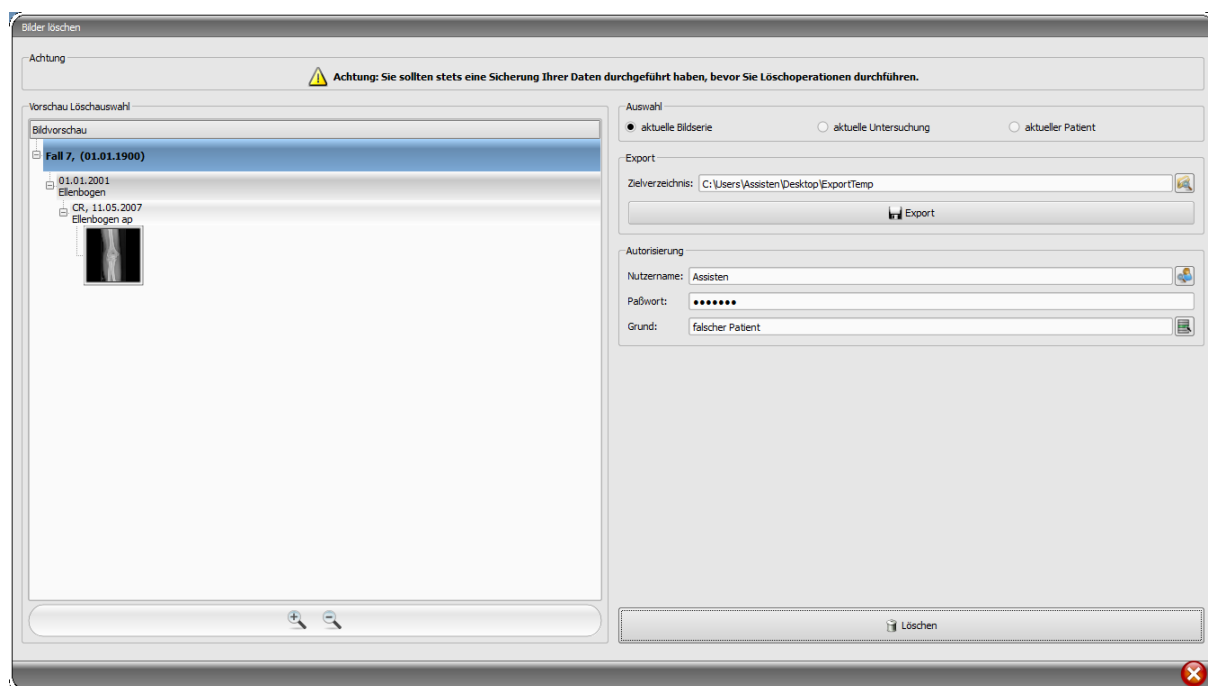 Bilder löschen
Achtung
Achtung: Sie sollten stets eine Sicherung Ihrer Daten durchgeführt haben, bevor Sie Löschoperationen durchführen.
Vorschau Löschauswahl
Bildvorschau
Fall 7, (01.01.1900)
01.01.2001
Ellenbogen
CR, 11.05.2007
Ellenbogen ap
Auswahl
aktuelle Bildserie
aktuelle Untersuchung
aktueller Patient
Export
Zielverzeichnis: C:\Users\Assisten\Desktop\ExportTemp
Export
Autorisierung
Nutzername: Assisten
Paßwort: •••••••
Grund: falscher Patient
Löschen